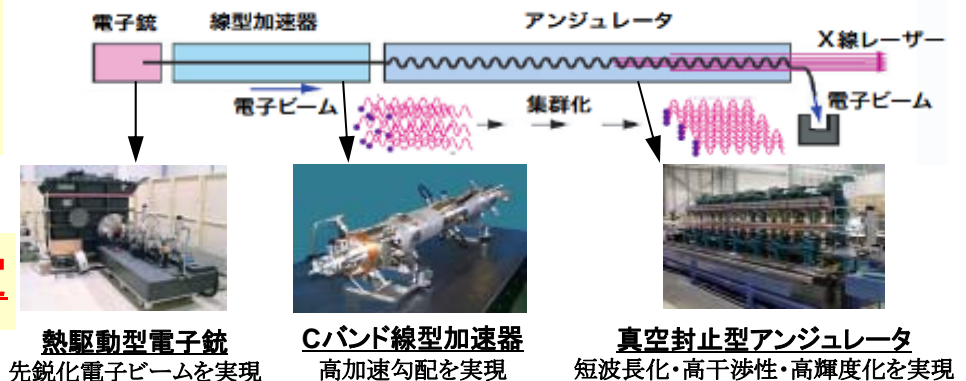 電子銃
線型加速器
アンジュレータ
X線レーザー
電子ビーム
集群化
電子ビーム
熱駆動型電子銃
先鋭化電子ビームを実現
Cバンド線型加速器
高加速勾配を実現
真空封止型アンジュレータ
短波長化・高干渉性・高輝度化を実現